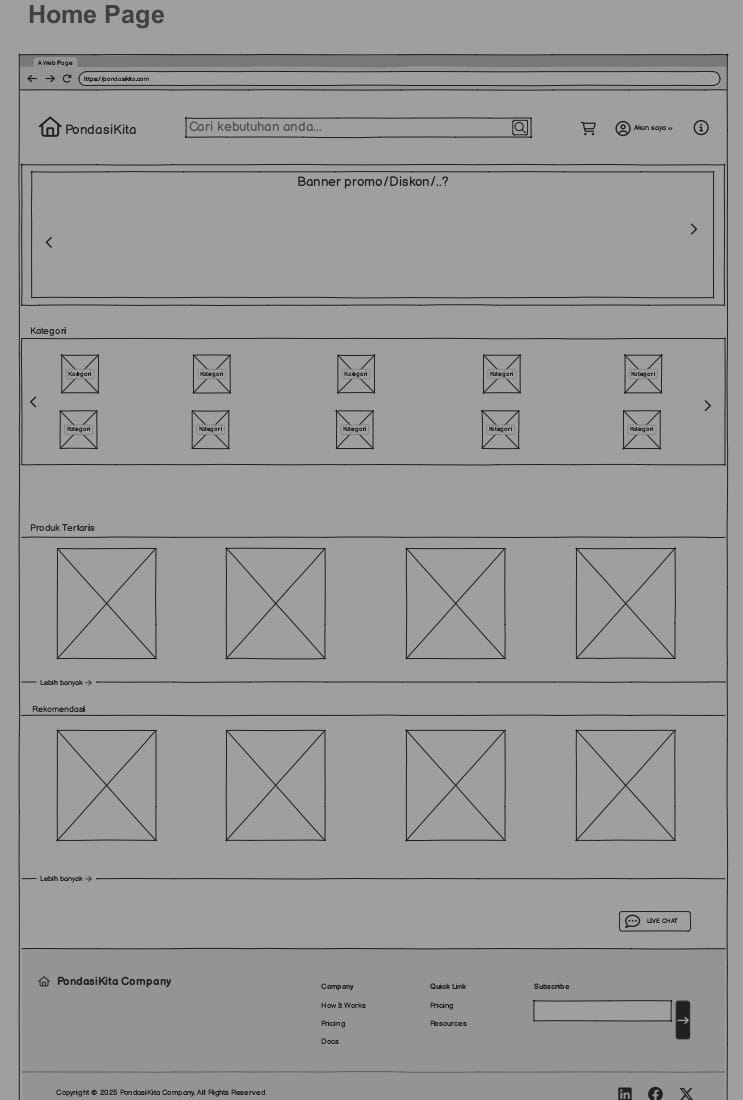 Home Page
A Web Page
https://pondasikita.com
PondasiKita
Cari kebutuhan anda...
Akun saya
Banner promo/Diskon/..?
Kategori
Kategori Kategori Kategori Kategori Kategori
Kategori Kategori Kategori Kategori Kategori
Produk Terlaris
Lebih banyak →
Rekomendasi
Lebih banyak →
LIVE CHAT
PondasiKita Company
Company
How It Works
Pricing
Docs
Quick Link
Pricing
Resources
Subscribe
Copyright © 2025 PondasiKita Company. All Rights Reserved